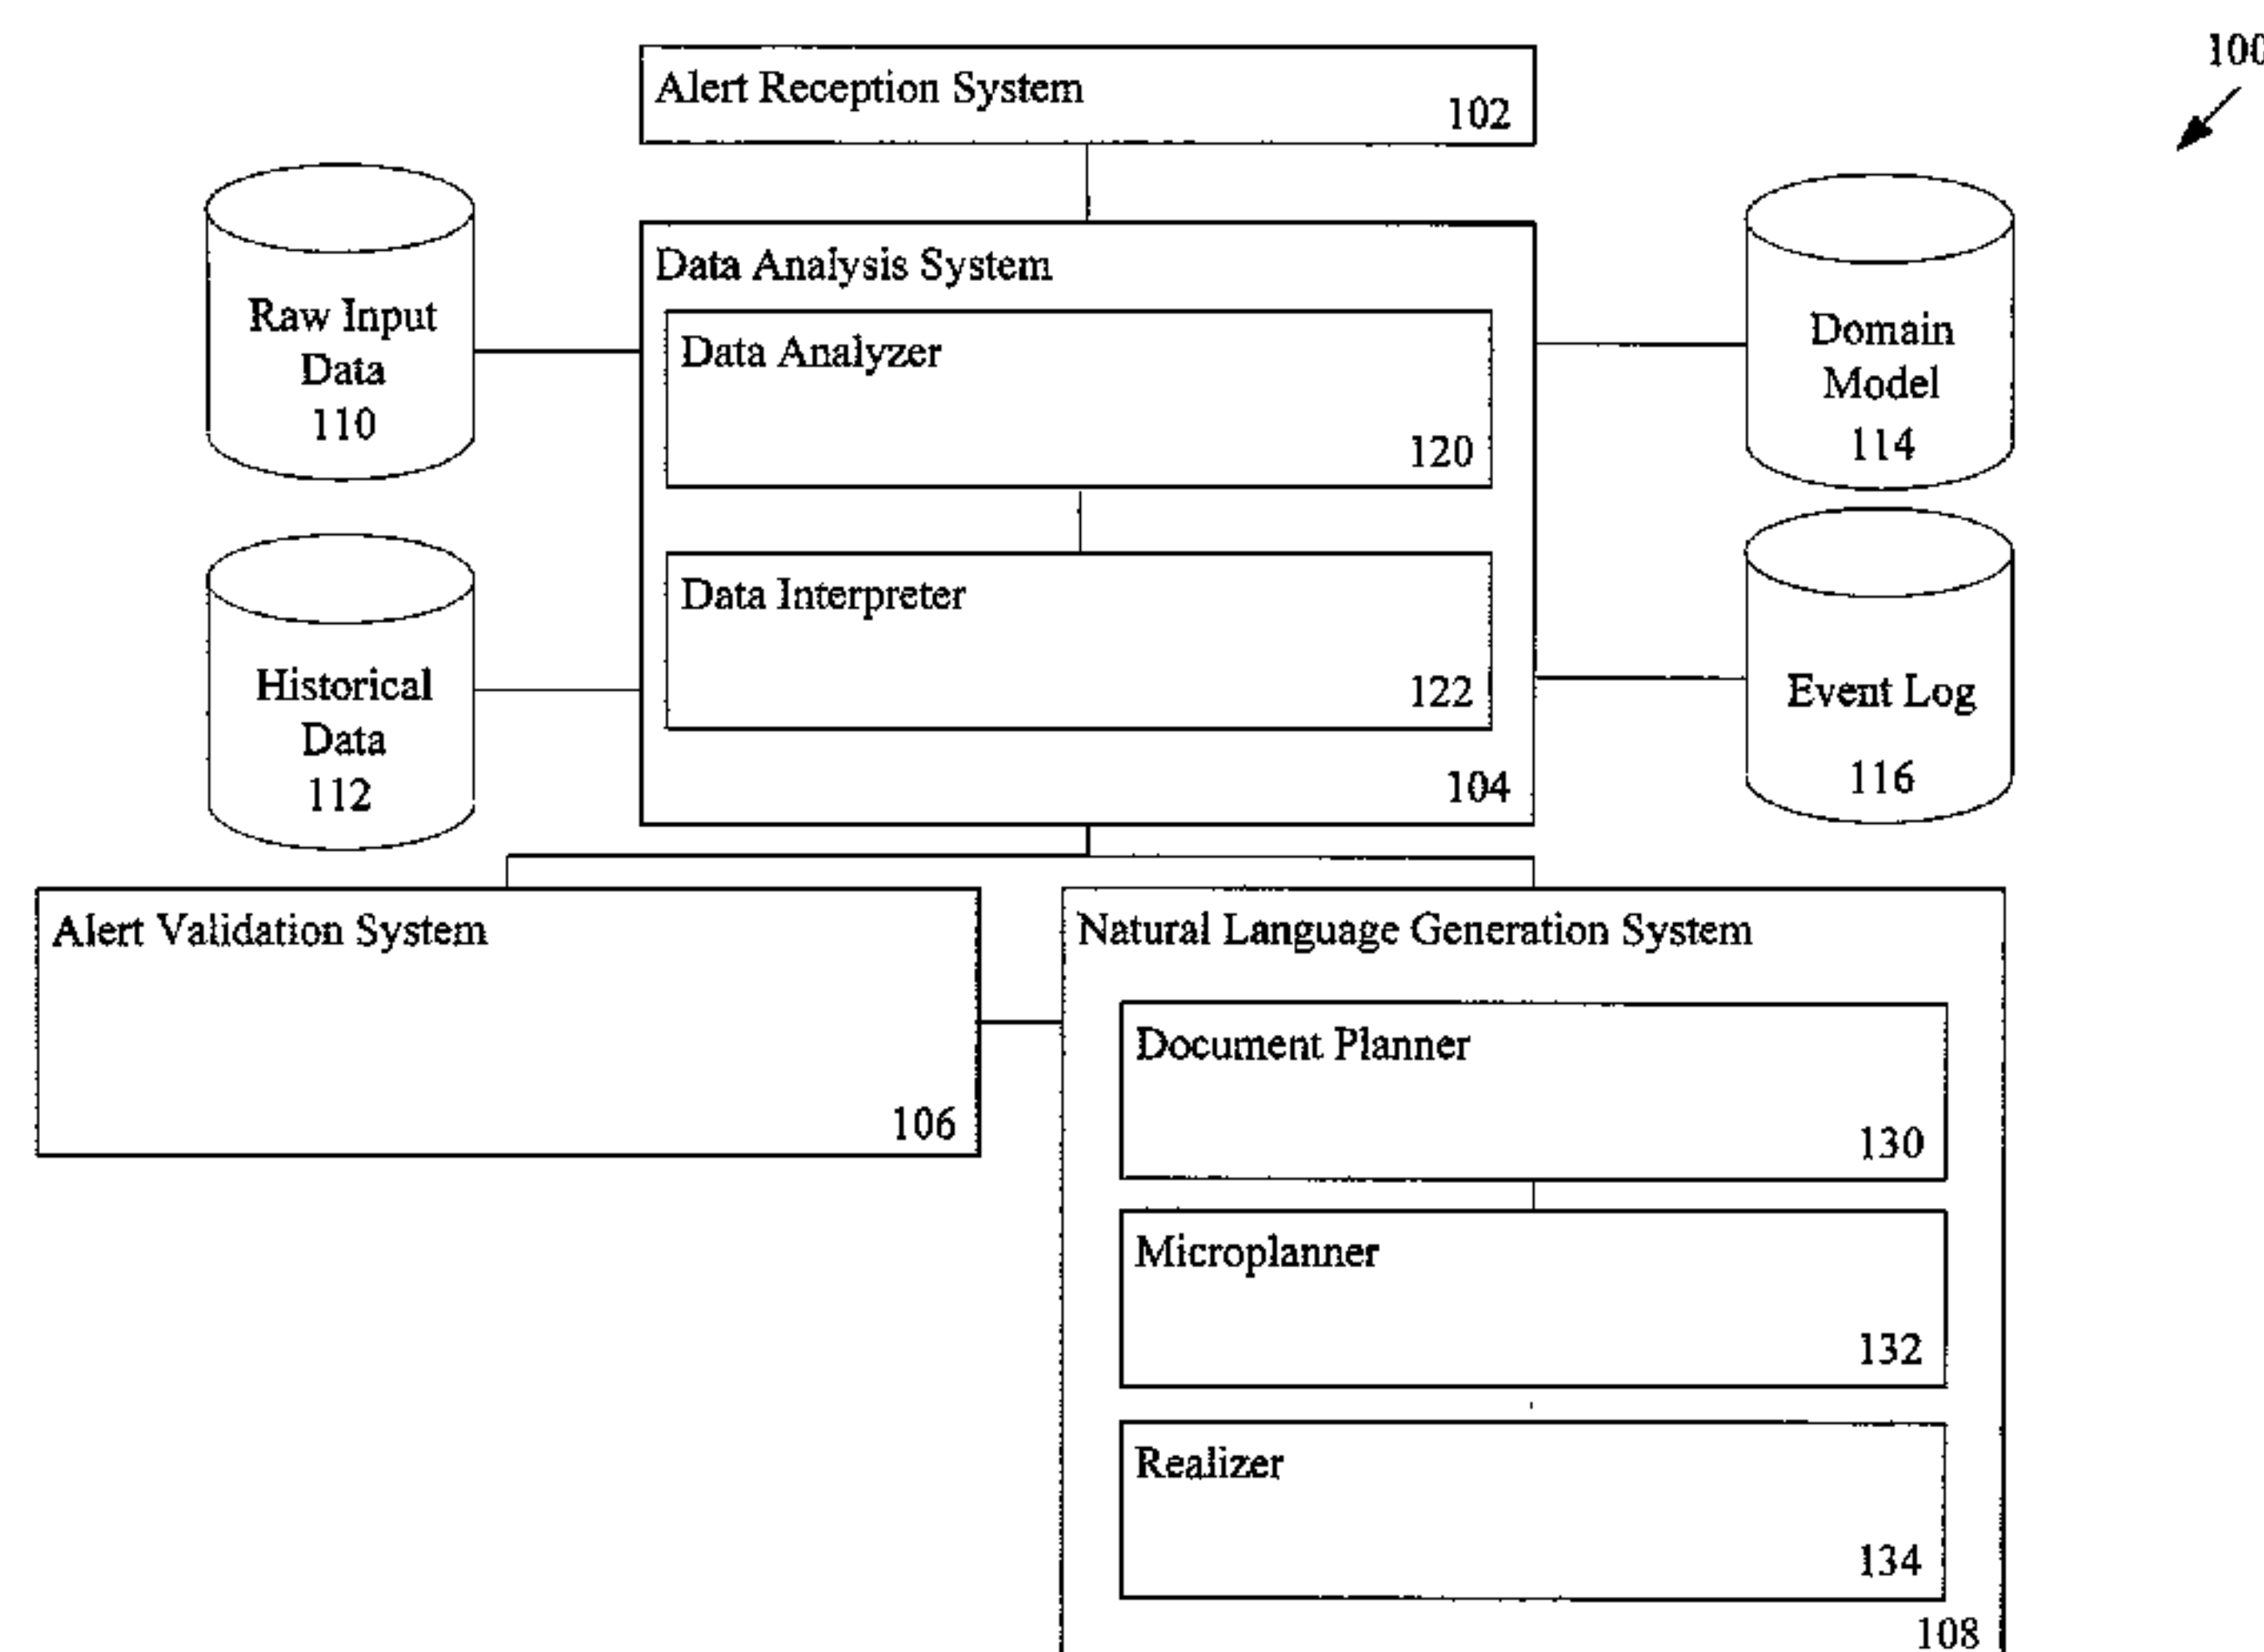 100
Alert Reception System
102
Raw Input
Data
110
Data Analysis System
Data Analyzer
120
Domain
Model
114
Historical
Data
112
Data Interpreter
122
104
Event Log
116
Alert Validation System
106
Natural Language Generation System
Document Planner
130
Microplanner
132
Realizer
134
108